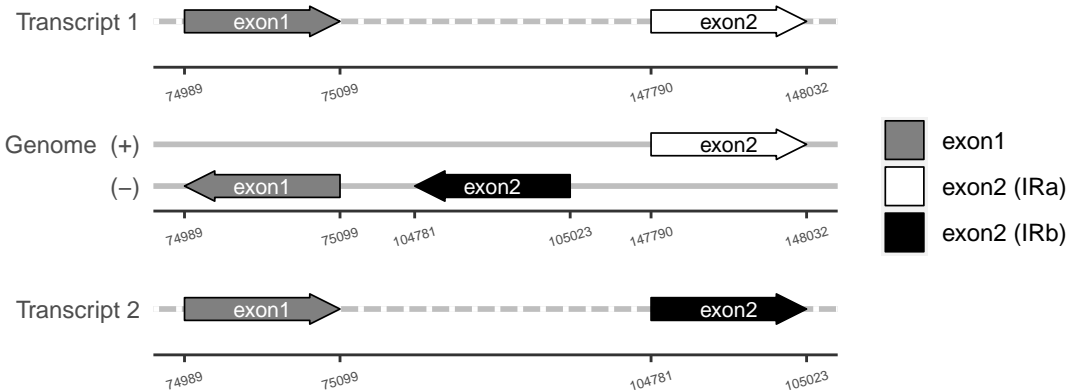 Transcript 1 exon1 exon2
74989 75099 147790 148032
Genome (+) exon2
exon1
(–) exon1 exon2
exon2 (IRa)
74989 75099 104781 105023 147790 148032
exon2 (IRb)
Transcript 2 exon1 exon2
74989 75099 104781 105023